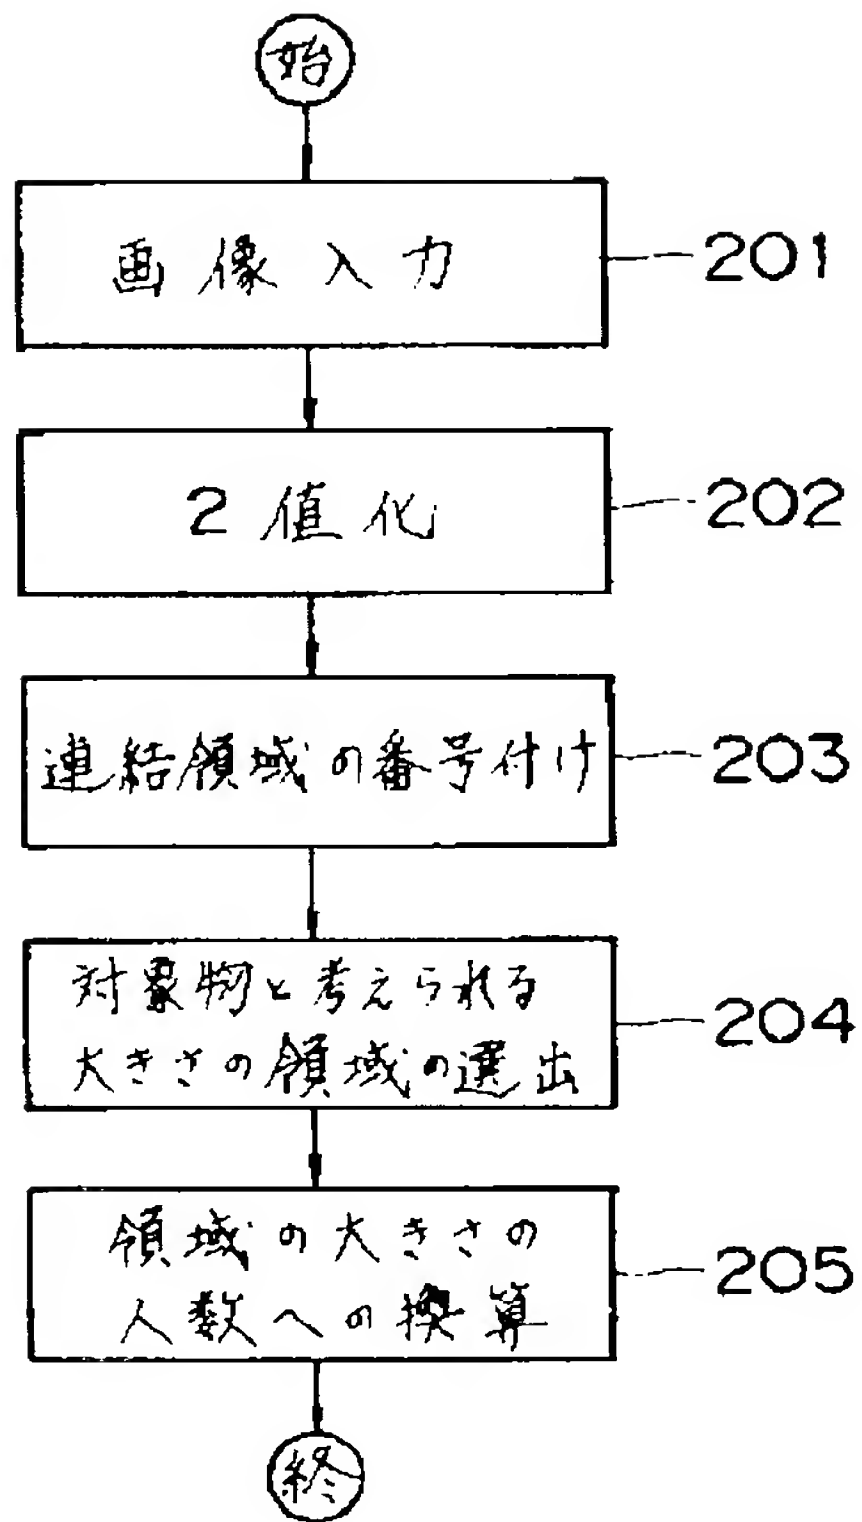 始
画像入力
201
2値化
202
連結領域の番号付け
203
対象物と考えられる
大きさの領域の選出
204
領域の大きさの
人数への換算
205
終